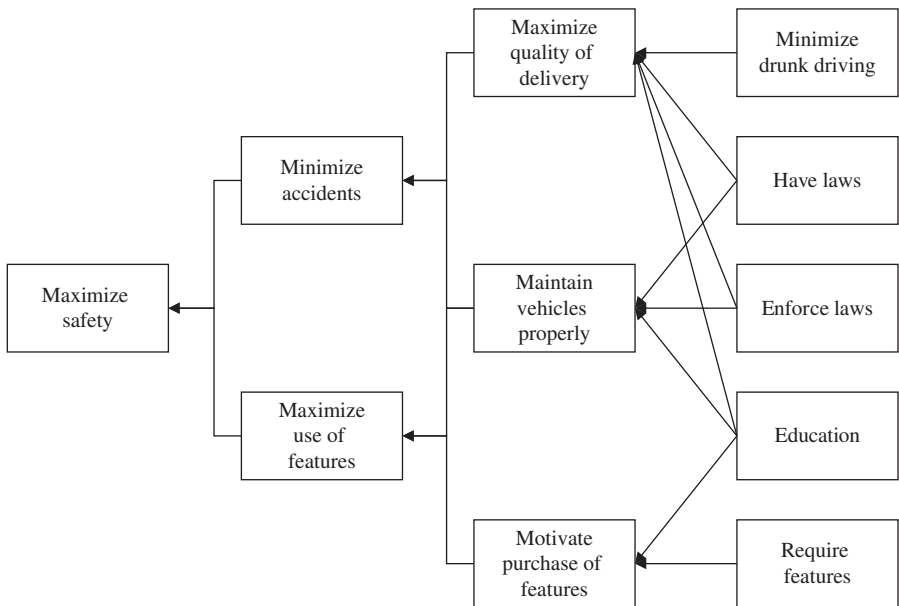 Maximize
quality of
delivery
Minimize
drunk driving
Minimize
accidents
Have laws
Maximize
safety
Maintain
vehicles
properly
Enforce laws
Maximize
use of
features
Education
Motivate
purchase of
features
Require
features